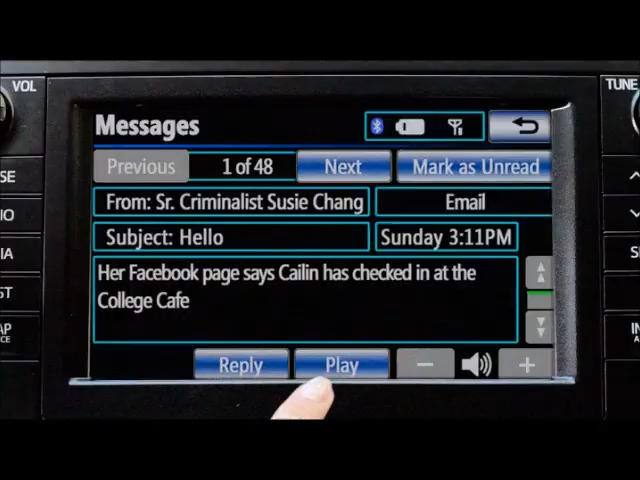 VOL
TUNE
Messages
Previous
1 of 48
Next
Mark as Unread
From: Sr. Criminalist Susie Chang
Email
Subject: Hello
Sunday 3:11PM
Her Facebook page says Cailin has checked in at the
College Cafe
Reply
Play
−
+